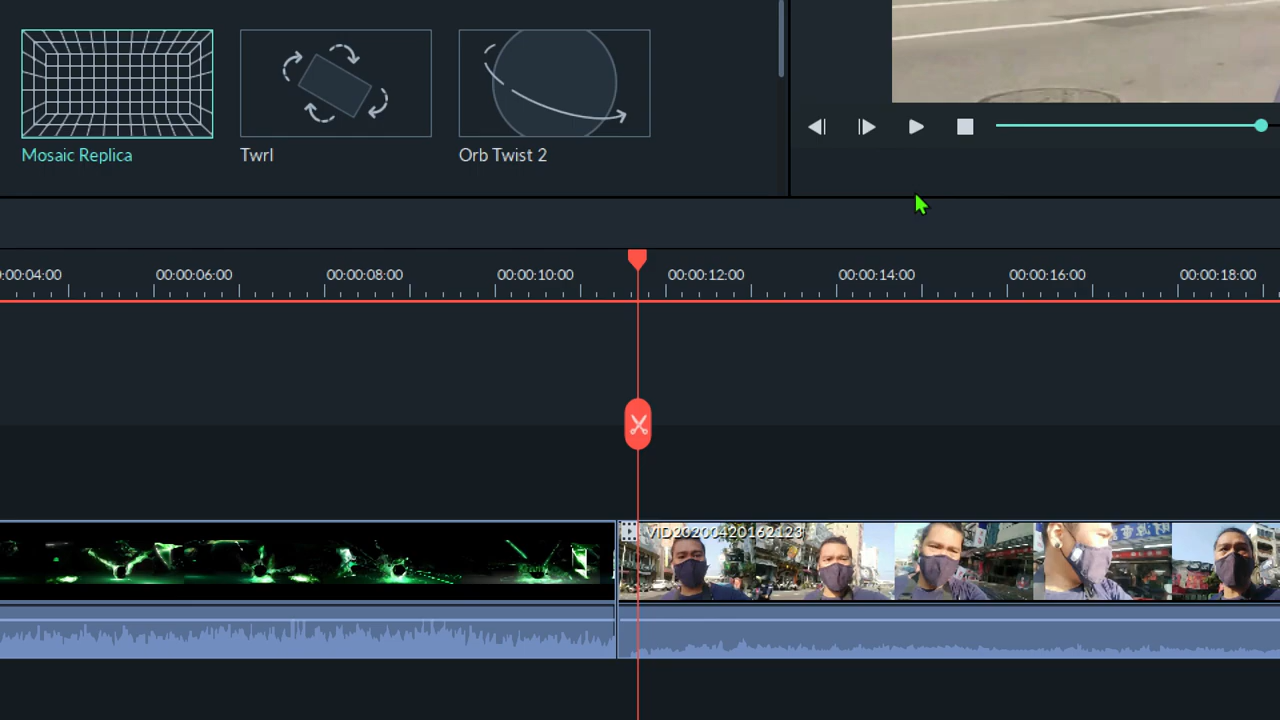 Mosaic Replica
Twrl
Orb Twist 2
:00:04:00
00:00:06:00
00:00:08:00
00:00:10:00
00:00:12:00
00:00:14:00
00:00:16:00
00:00:18:00
VID20200420162123